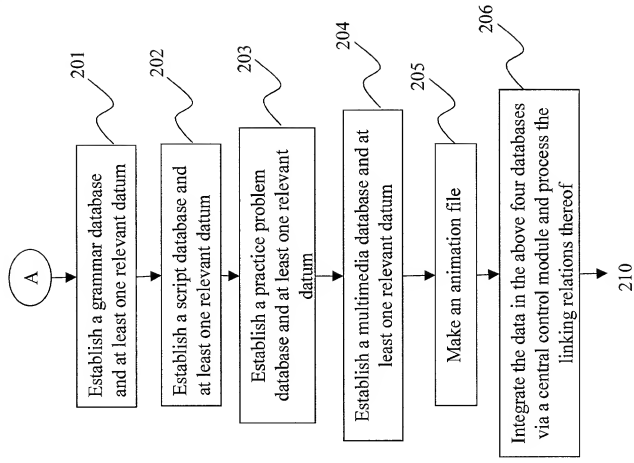 A
Establish a grammar database
and at least one relevant datum
201
Establish a script database and
at least one relevant datum
202
Establish a practice problem
database and at least one relevant
datum
203
Establish a multimedia database and at
least one relevant datum
204
Make an animation file
205
Integrate the data in the above four databases
via a central control module and process the
linking relations thereof
206
210